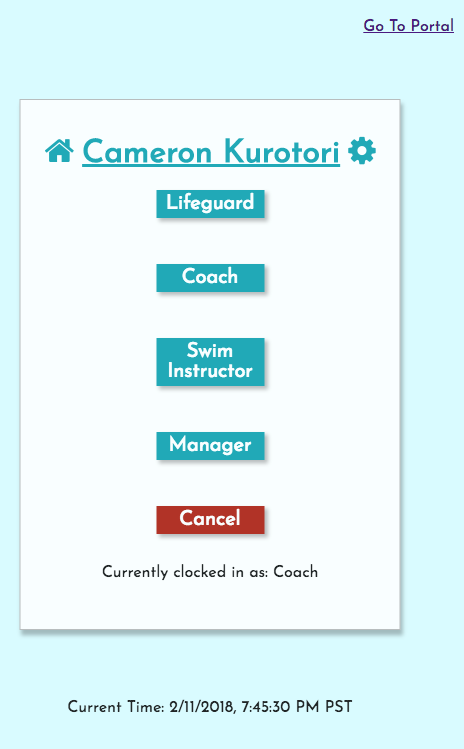 Go To Portal
Cameron Kurotori
Lifeguard
Coach
Swim
Instructor
Manager
Cancel
Currently clocked in as: Coach
Current Time: 2/11/2018, 7:45:30 PM PST